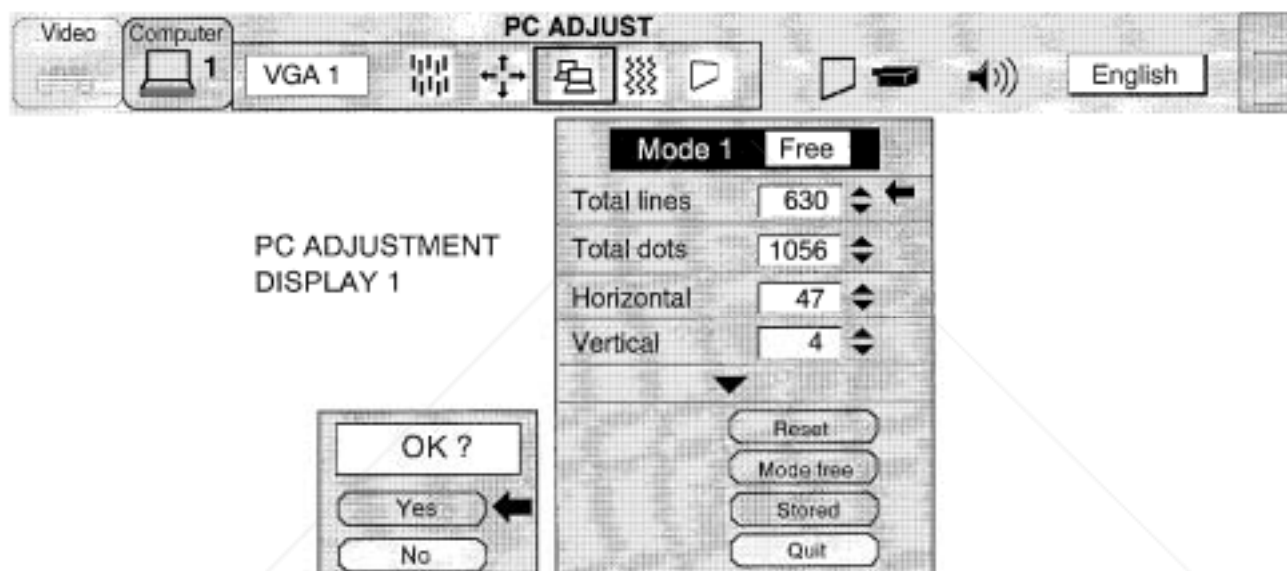 PC ADJUST
Video
Computer
1
VGA 1
English
Mode 1 Free
Total lines 630
Total dots 1056
Horizontal 47
Vertical 4
PC ADJUSTMENT
DISPLAY 1
Reset
Mode free
Stored
Quit
OK ?
Yes
No